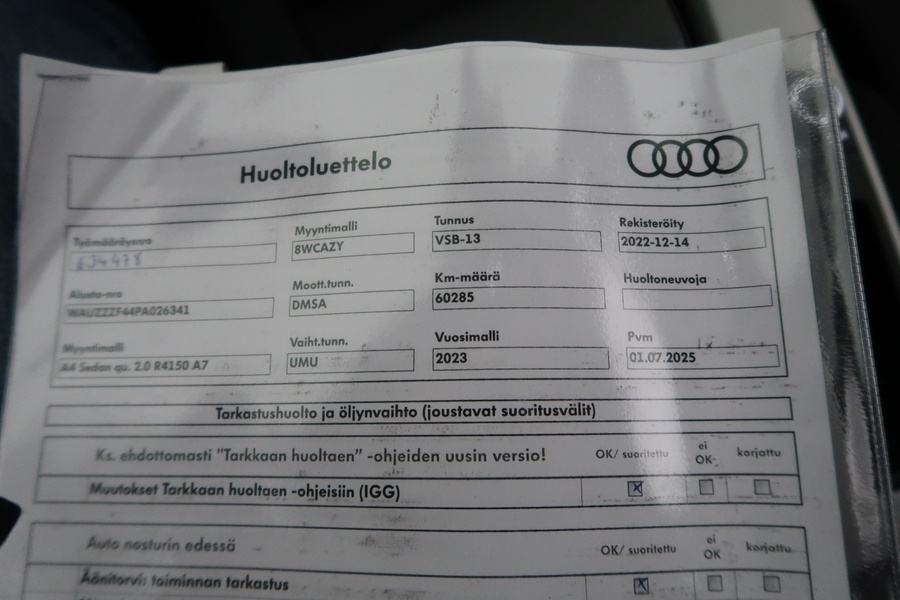 Huoltoluettelo
Työmääräysnro
Myyntimalli
Tunnus
Rekisteröity
634478
8WCAZY
VSB-13
2022-12-14
Alusta-nro
Moott.tunn.
Km-määrä
Huoltoneuvoja
WAUZZZF44PA026341
DMSA
60285
Myyntimalli
Vaiht.tunn.
Vuosimalli
Pvm
A4 Sedan qu. 2.0 R4150 A7
UMU
2023
01.07.2025
Tarkastushuolto ja öljynvaihto (joustavat suoritusvälit)
Ks. ehdottomasti "Tarkkaan huoltaen" -ohjeiden uusin versio!
OK/ suoritettu
ei OK
korjattu
Muutokset Tarkkaan huoltaen -ohjeisiin (IGG)
X
Auto nosturin edessä
OK/ suoritettu
ei OK
korjattu
Äänitorvi: toiminnan tarkastus
X